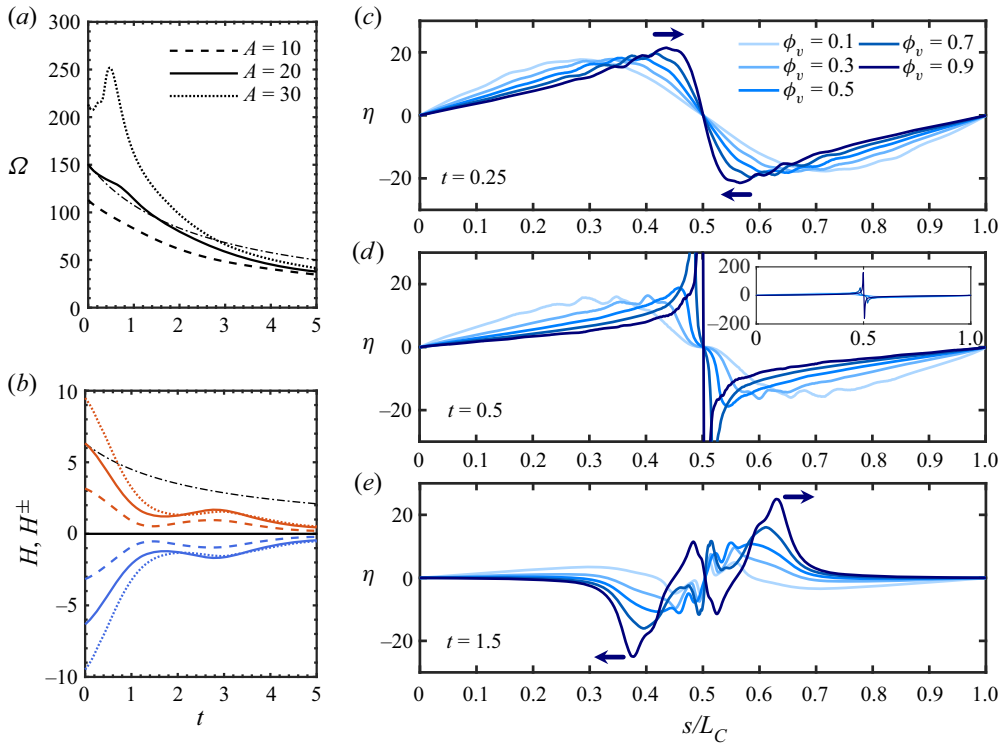 (a)
A = 10
A = 20
A = 30
300
250
200
150
100
50
0
Ω
0 1 2 3 4 5
(b)
10
5
0
–5
–10
H, H±
0 1 2 3 4 5
t
(c)
ϕv = 0.1
ϕv = 0.3
ϕv = 0.5
ϕv = 0.7
ϕv = 0.9
20
0
–20
η
t = 0.25
0 0.1 0.2 0.3 0.4 0.5 0.6 0.7 0.8 0.9 1.0
(d)
20
0
–20
η
t = 0.5
200
0
–200
0 0.5 1.0
0 0.1 0.2 0.3 0.4 0.5 0.6 0.7 0.8 0.9 1.0
(e)
20
0
–20
η
t = 1.5
0 0.1 0.2 0.3 0.4 0.5 0.6 0.7 0.8 0.9 1.0
s/LC